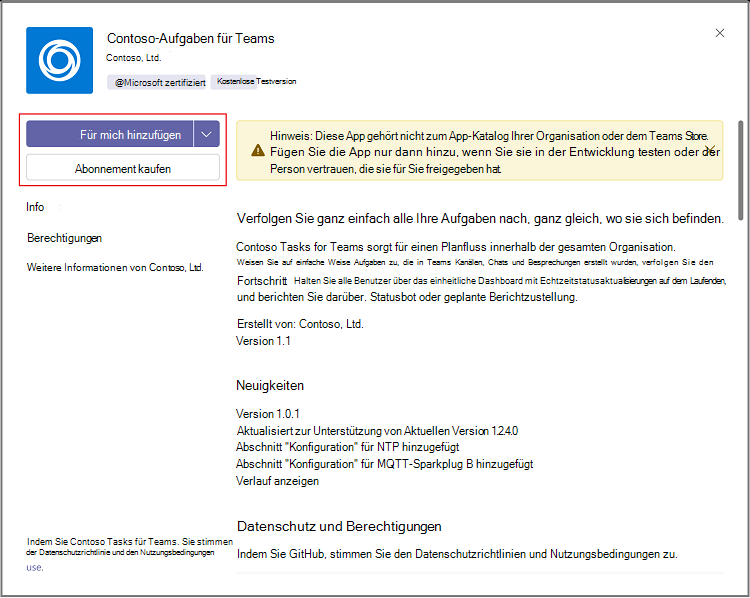 Contoso-Aufgaben für Teams
Contoso, Ltd.
@Microsoft zertifiziert
Kostenlose Testversion
Für mich hinzufügen
Abonnement kaufen
Info
Berechtigungen
Weitere Informationen von Contoso, Ltd.
Indem Sie Contoso Tasks für Teams. Sie stimmen
der Datenschutzrichtlinie und den Nutzungsbedingungen
use.
Hinweis: Diese App gehört nicht zum App-Katalog Ihrer Organisation oder dem Teams Store.
Fügen Sie die App nur dann hinzu, wenn Sie sie in der Entwicklung testen oder der
Person vertrauen, die sie für Sie freigegeben hat.
Verfolgen Sie ganz einfach alle Ihre Aufgaben nach, ganz gleich, wo sie sich befinden.
Contoso Tasks for Teams sorgt für einen Planfluss innerhalb der gesamten Organisation.
Weisen Sie auf einfache Weise Aufgaben zu, die in Teams Kanälen, Chats und Besprechungen erstellt wurden, verfolgen Sie den
Fortschritt Halten Sie alle Benutzer über das einheitliche Dashboard mit Echtzeitstatusaktualisierungen auf dem Laufenden,
und berichten Sie darüber. Statusbot oder geplante Berichtzustellung.
Erstellt von: Contoso, Ltd.
Version 1.1
Neuigkeiten
Version 1.0.1
Aktualisiert zur Unterstützung von Aktuellen Version 1.2.4.0
Abschnitt "Konfiguration" für NTP hinzugefügt
Abschnitt "Konfiguration" für MQTT-Sparkplug B hinzugefügt
Verlauf anzeigen
Datenschutz und Berechtigungen
Indem Sie GitHub, stimmen Sie den Datenschutzrichtlinien und Nutzungsbedingungen zu.